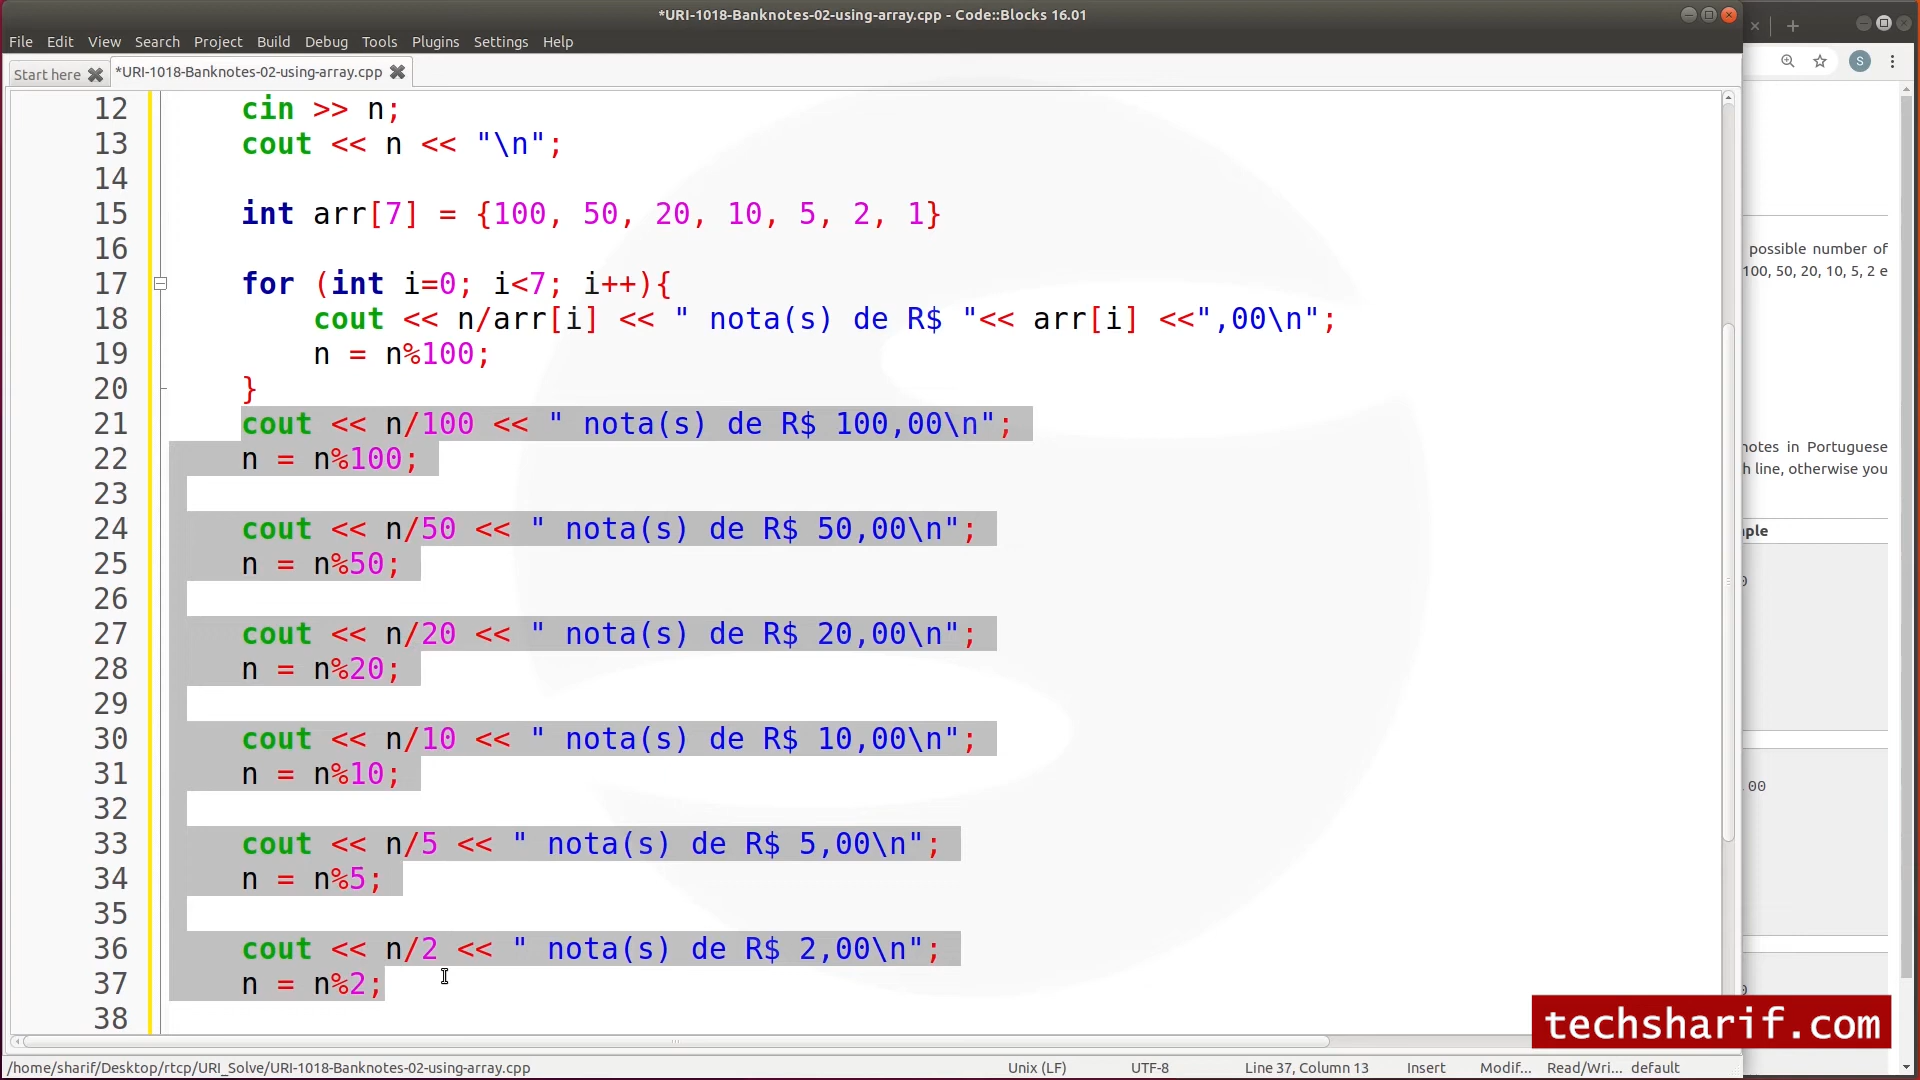 *URI-1018-Banknotes-02-using-array.cpp - Code::Blocks 16.01
File Edit View Search Project Build Debug Tools Plugins Settings Help
Start here *URI-1018-Banknotes-02-using-array.cpp
S
12 cin >> n;
13 cout << n << "\n";
14
15 int arr[7] = {100, 50, 20, 10, 5, 2, 1}
16
17 for (int i=0; i<7; i++){
18 cout << n/arr[i] << " nota(s) de R$ "<< arr[i] <<",00\n";
19 n = n%100;
20 }
21 cout << n/100 << " nota(s) de R$ 100,00\n";
22 n = n%100;
23
24 cout << n/50 << " nota(s) de R$ 50,00\n";
25 n = n%50;
26
27 cout << n/20 << " nota(s) de R$ 20,00\n";
28 n = n%20;
29
30 cout << n/10 << " nota(s) de R$ 10,00\n";
31 n = n%10;
32
33 cout << n/5 << " nota(s) de R$ 5,00\n";
34 n = n%5;
35
36 cout << n/2 << " nota(s) de R$ 2,00\n";
37 n = n%2;
38
possible number of
100, 50, 20, 10, 5, 2 e
notes in Portuguese
h line, otherwise you
ple
00
techsharif.com
/home/sharif/Desktop/rtcp/URI_Solve/URI-1018-Banknotes-02-using-array.cpp Unix (LF) UTF-8 Line 37, Column 13 Insert Modif... Read/Wri... default